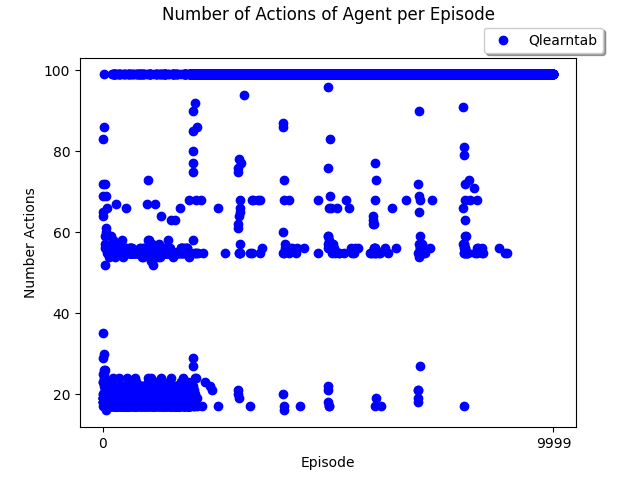 Number of Actions of Agent per Episode
Qlearntab
100
80
60
40
20
Number Actions
0
9999
Episode